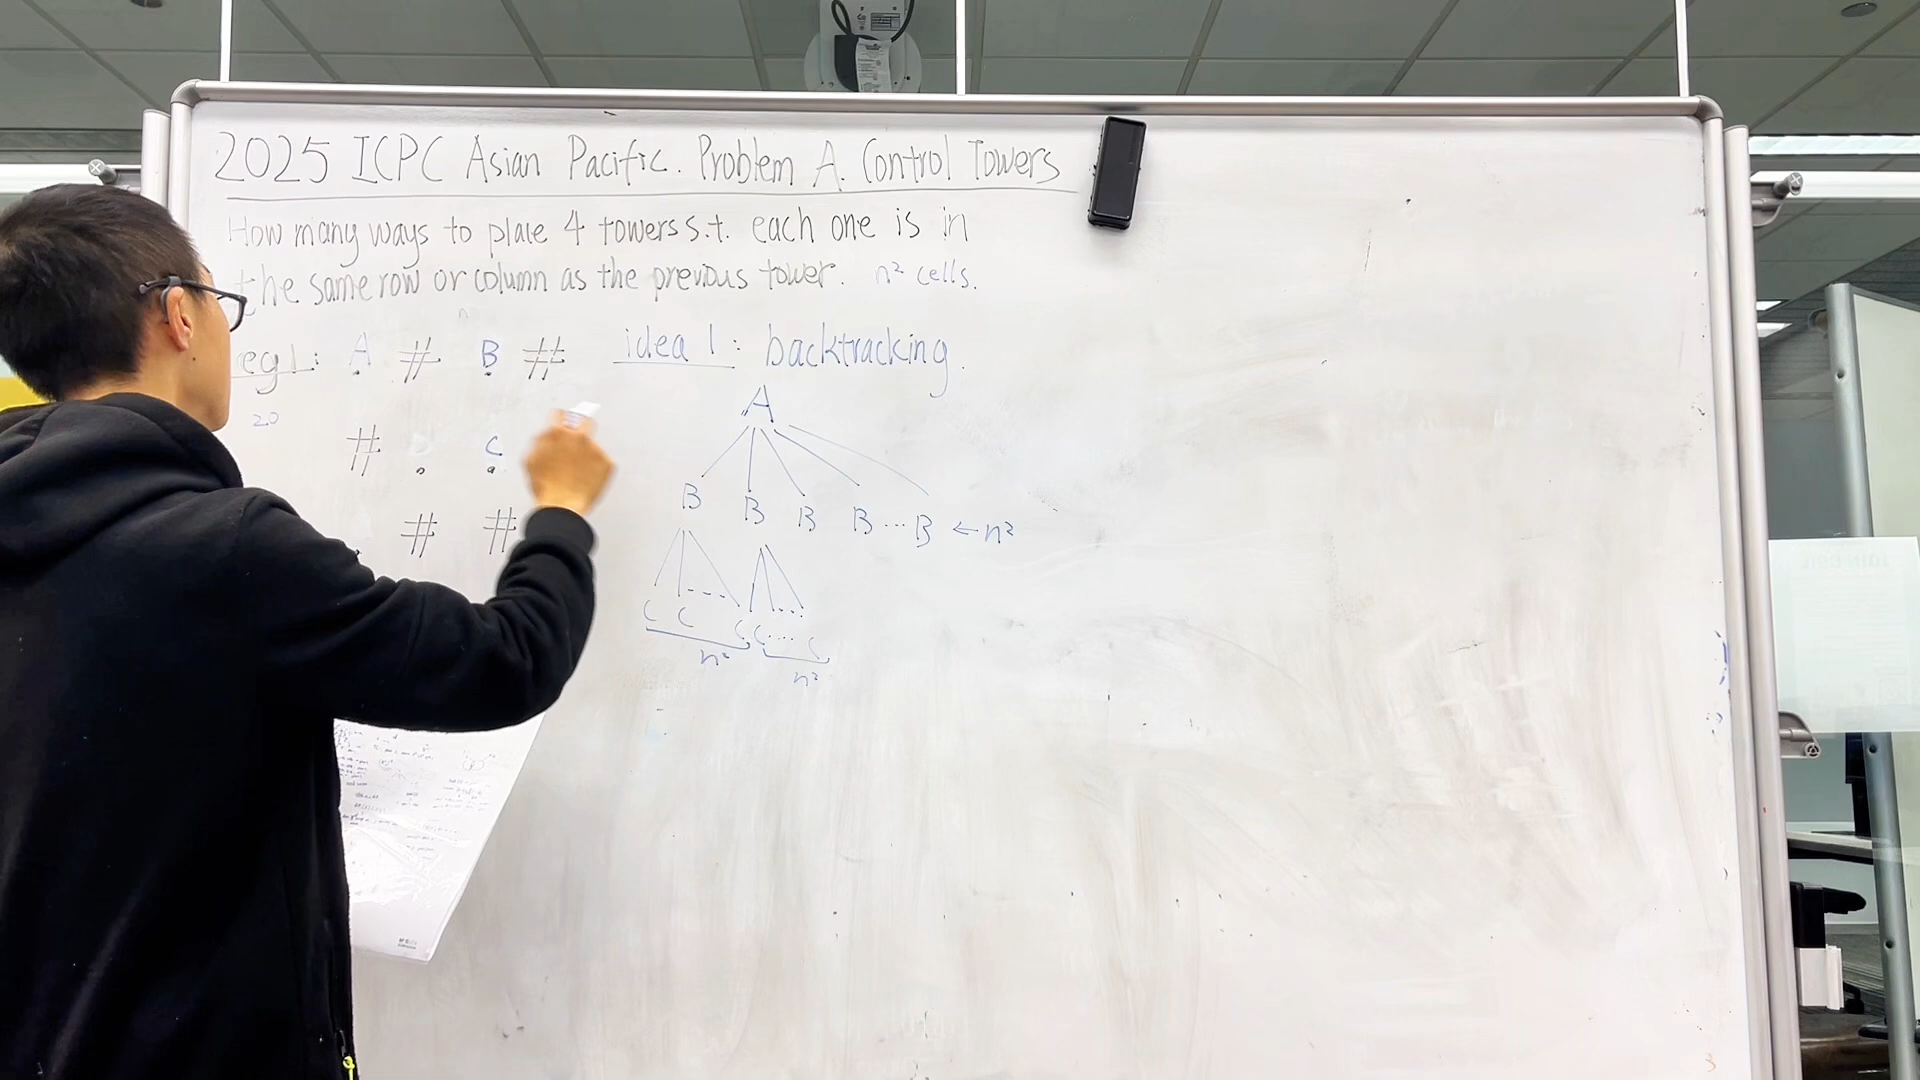 2025 ICPC Asian Pacific. Problem A. Control Towers
How many ways to place 4 towers s.t. each one is in
the same row or column as the previous tower. n² cells.
eg1: A # B # idea 1: backtracking.
20
# . C
# #
A
B B B B ... B ← n²
C C C C .... C
n² n²